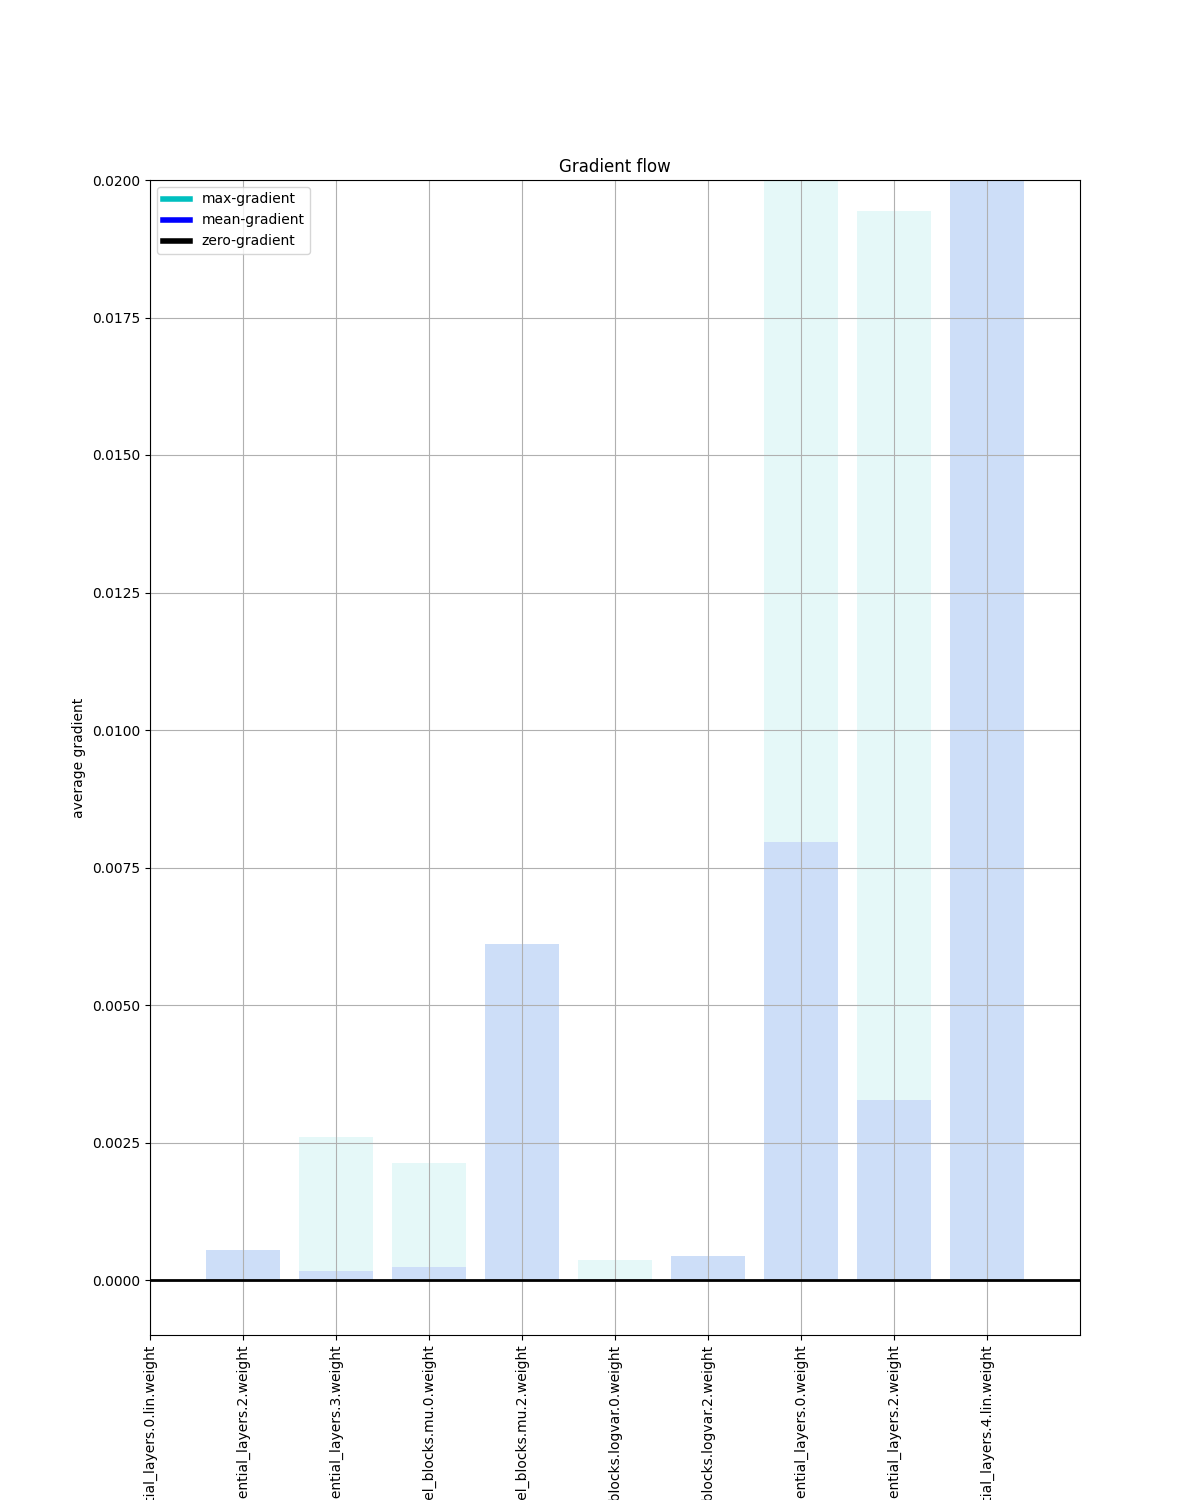 Gradient flow
max-gradient
mean-gradient
zero-gradient
0.0200
0.0175
0.0150
0.0125
0.0100
0.0075
0.0050
0.0025
0.0000
average gradient
tial_layers.0.lin.weight
ential_layers.2.weight
ential_layers.3.weight
el_blocks.mu.0.weight
el_blocks.mu.2.weight
blocks.logvar.0.weight
blocks.logvar.2.weight
ential_layers.0.weight
ential_layers.2.weight
tial_layers.4.lin.weight